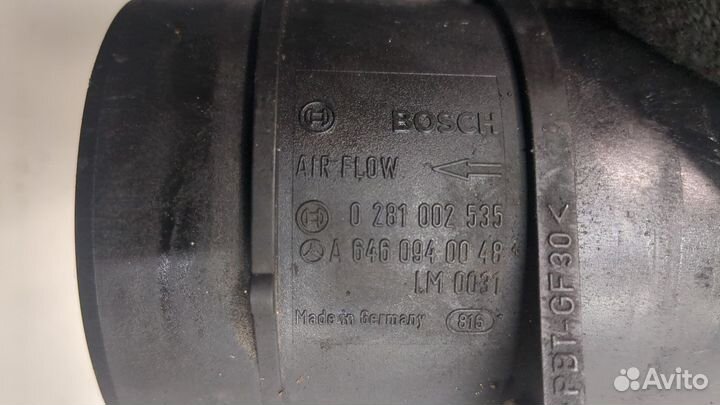 BOSCH
AIR FLOW
0 281 002 535
A 646 094 00 48
LM 0031
Made in Germany 816
PBT-GF30<
Avito